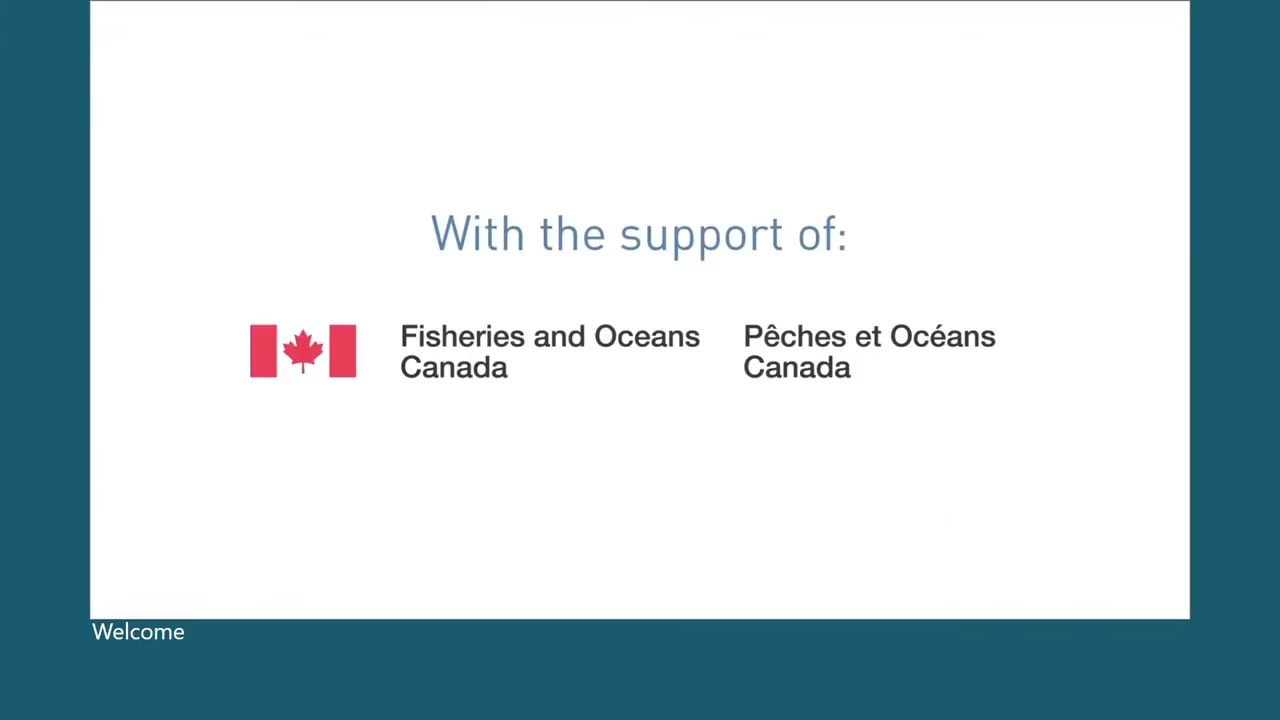 With the support of:
Fisheries and Oceans
Canada
Pêches et Océans
Canada
Welcome